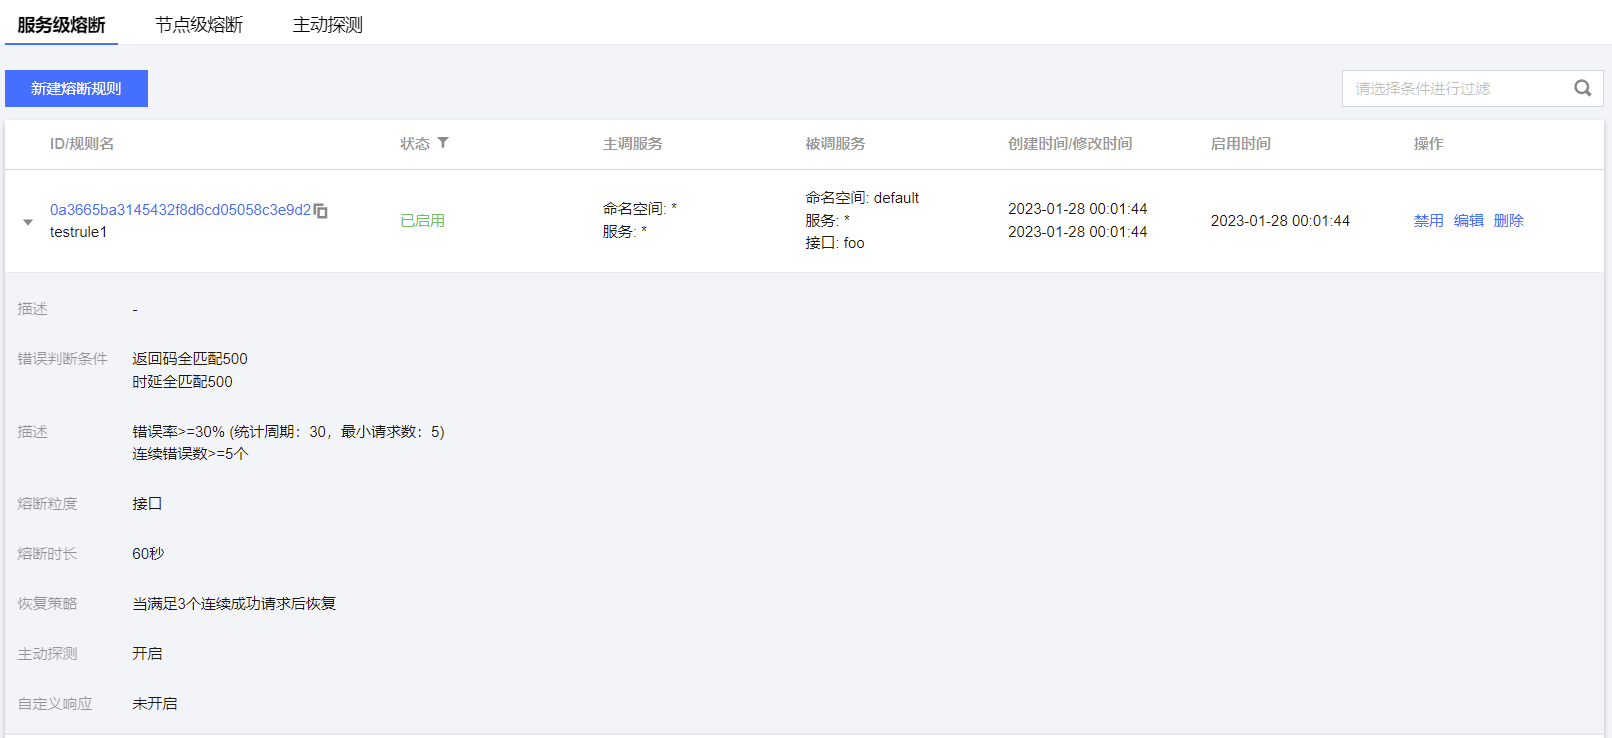 服务级熔断 节点级熔断 主动探测
新建熔断规则 请选择条件进行过滤
ID/规则名 状态 主调服务 被调服务 创建时间/修改时间 启用时间 操作
0a3665ba3145432f8d6cd05058c3e9d2
testrule1
已启用
命名空间: *
服务: *
命名空间: default
服务: *
接口: foo
2023-01-28 00:01:44
2023-01-28 00:01:44
2023-01-28 00:01:44
禁用 编辑 删除
描述 -
错误判断条件 返回码全匹配500
时延全匹配500
描述 错误率>=30% (统计周期：30，最小请求数：5)
连续错误数>=5个
熔断粒度 接口
熔断时长 60秒
恢复策略 当满足3个连续成功请求后恢复
主动探测 开启
自定义响应 未开启